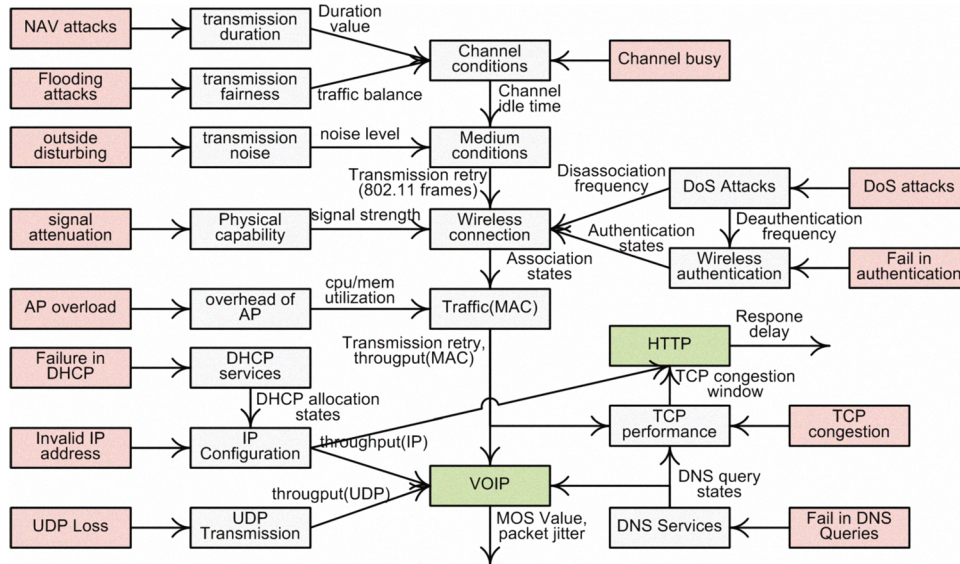 NAV attacks
transmission
duration
Duration
value
Channel
conditions
Channel busy
Flooding
attacks
transmission
fairness
traffic balance
Channel
idle time
outside
disturbing
transmission
noise
noise level
Medium
conditions
Transmission retry
(802.11 frames)
Disassociation
frequency
DoS Attacks
DoS attacks
signal
attenuation
Physical
capability
signal strength
Wireless
connection
Authentication
states
Deauthentication
frequency
Wireless
authentication
Fail in
authentication
Association
states
AP overload
overhead of
AP
cpu/mem
utilization
Traffic(MAC)
Transmission retry,
througput(MAC)
HTTP
Respone
delay
Failure in
DHCP
DHCP
services
DHCP allocation
states
TCP congestion
window
Invalid IP
address
IP
Configuration
throughput(IP)
TCP
performance
TCP
congestion
VOIP
througput(UDP)
DNS query
states
UDP Loss
UDP
Transmission
MOS Value,
packet jitter
DNS Services
Fail in DNS
Queries